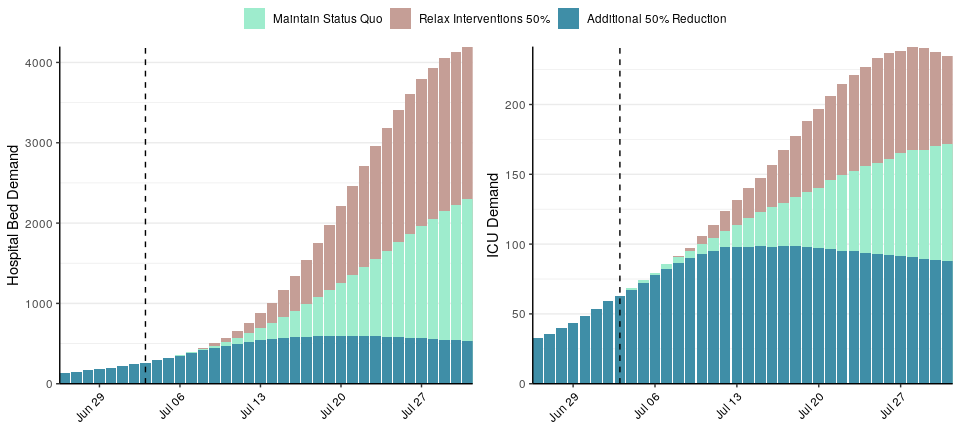 Maintain Status Quo Relax Interventions 50% Additional 50% Reduction
Hospital Bed Demand
4000
3000
2000
1000
0
Jun 29 Jul 06 Jul 13 Jul 20 Jul 27
ICU Demand
200
150
100
50
0
Jun 29 Jul 06 Jul 13 Jul 20 Jul 27